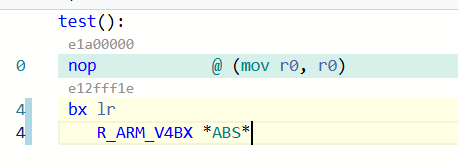 test():
e1a00000
0 nop @ (mov r0, r0)
e12fff1e
4 bx lr
4 R_ARM_V4BX *ABS*